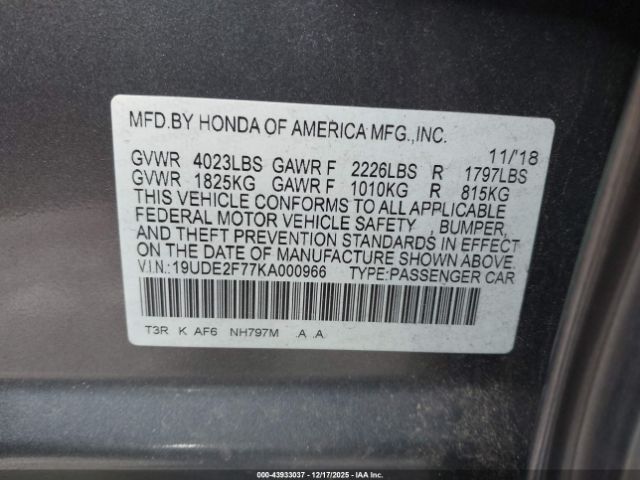 MFD.BY HONDA OF AMERICA MFG.,INC.
11/'18
GVWR 4023LBS GAWR F 2226LBS R 1797LBS
GVWR 1825KG GAWR F 1010KG R 815KG
THIS VEHICLE CONFORMS TO ALL APPLICABLE
FEDERAL MOTOR VEHICLE SAFETY , BUMPER,
AND THEFT PREVENTION STANDARDS IN EFFECT
ON THE DATE OF MANUFACTURE SHOWN ABOVE.
V.I.N.:19UDE2F77KA000966 TYPE:PASSENGER CAR
T3R K AF6 NH797M .A .A
000-43933037 - 12/17/2025 - IAA Inc.